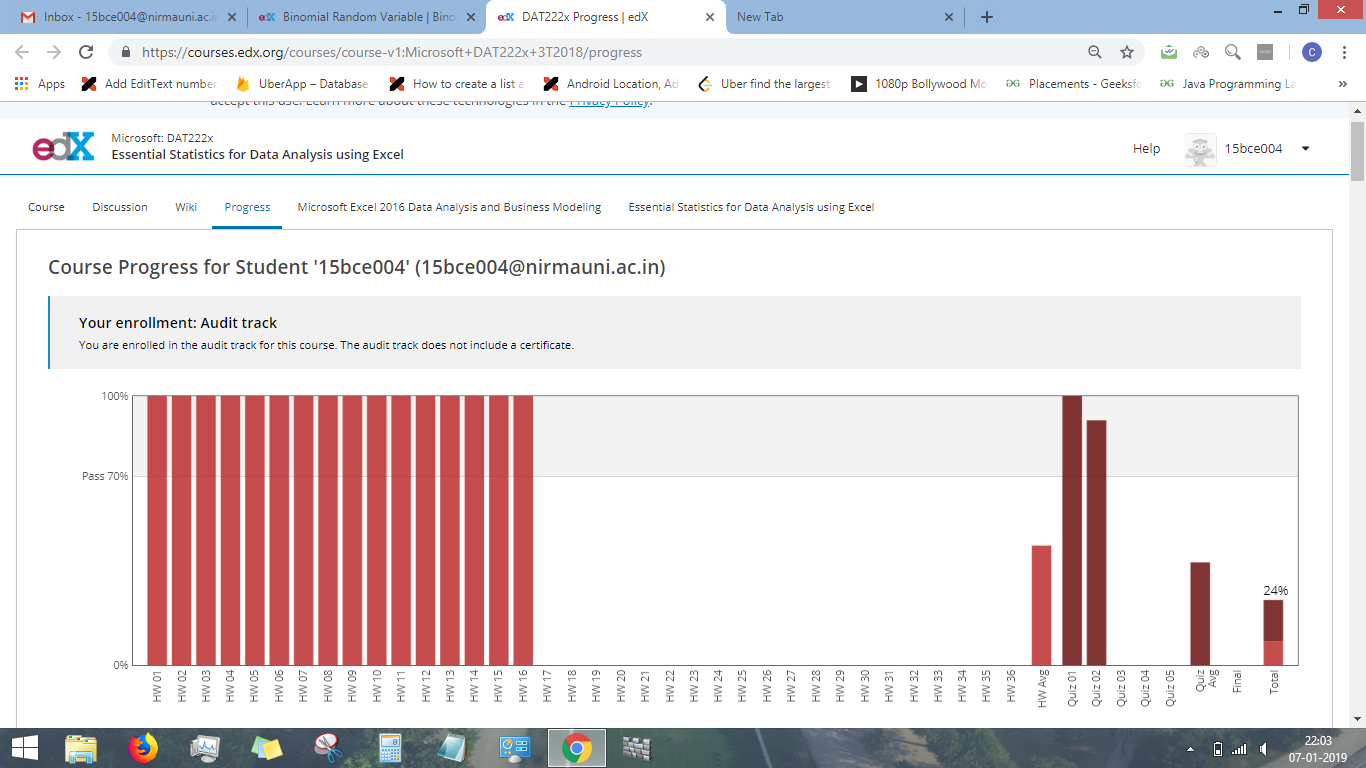 Inbox - 15bce004@nirmauni.ac.in
Binomial Random Variable | Bino
DAT222x Progress | edX
New Tab
https://courses.edx.org/courses/course-v1:Microsoft+DAT222x+3T2018/progress
C
Apps
Add EditText number
UberApp – Database
How to create a list a
Android Location, Ad
Uber find the largest
1080p Bollywood Mo
Placements - Geeksfo
Java Programming La
»
accept this use. Learn more about these technologies in the Privacy Policy.
edX
Microsoft: DAT222x
Essential Statistics for Data Analysis using Excel
Help
15bce004
Course
Discussion
Wiki
Progress
Microsoft Excel 2016 Data Analysis and Business Modeling
Essential Statistics for Data Analysis using Excel
Course Progress for Student '15bce004' (15bce004@nirmauni.ac.in)
Your enrollment: Audit track
You are enrolled in the audit track for this course. The audit track does not include a certificate.
100%
Pass 70%
0%
24%
HW 01
HW 02
HW 03
HW 04
HW 05
HW 06
HW 07
HW 08
HW 09
HW 10
HW 11
HW 12
HW 13
HW 14
HW 15
HW 16
HW 17
HW 18
HW 19
HW 20
HW 21
HW 22
HW 23
HW 24
HW 25
HW 26
HW 27
HW 28
HW 29
HW 30
HW 31
HW 32
HW 33
HW 34
HW 35
HW 36
HW Avg
Quiz 01
Quiz 02
Quiz 03
Quiz 04
Quiz 05
Quiz
Avg
Final
Total
22:03
07-01-2019